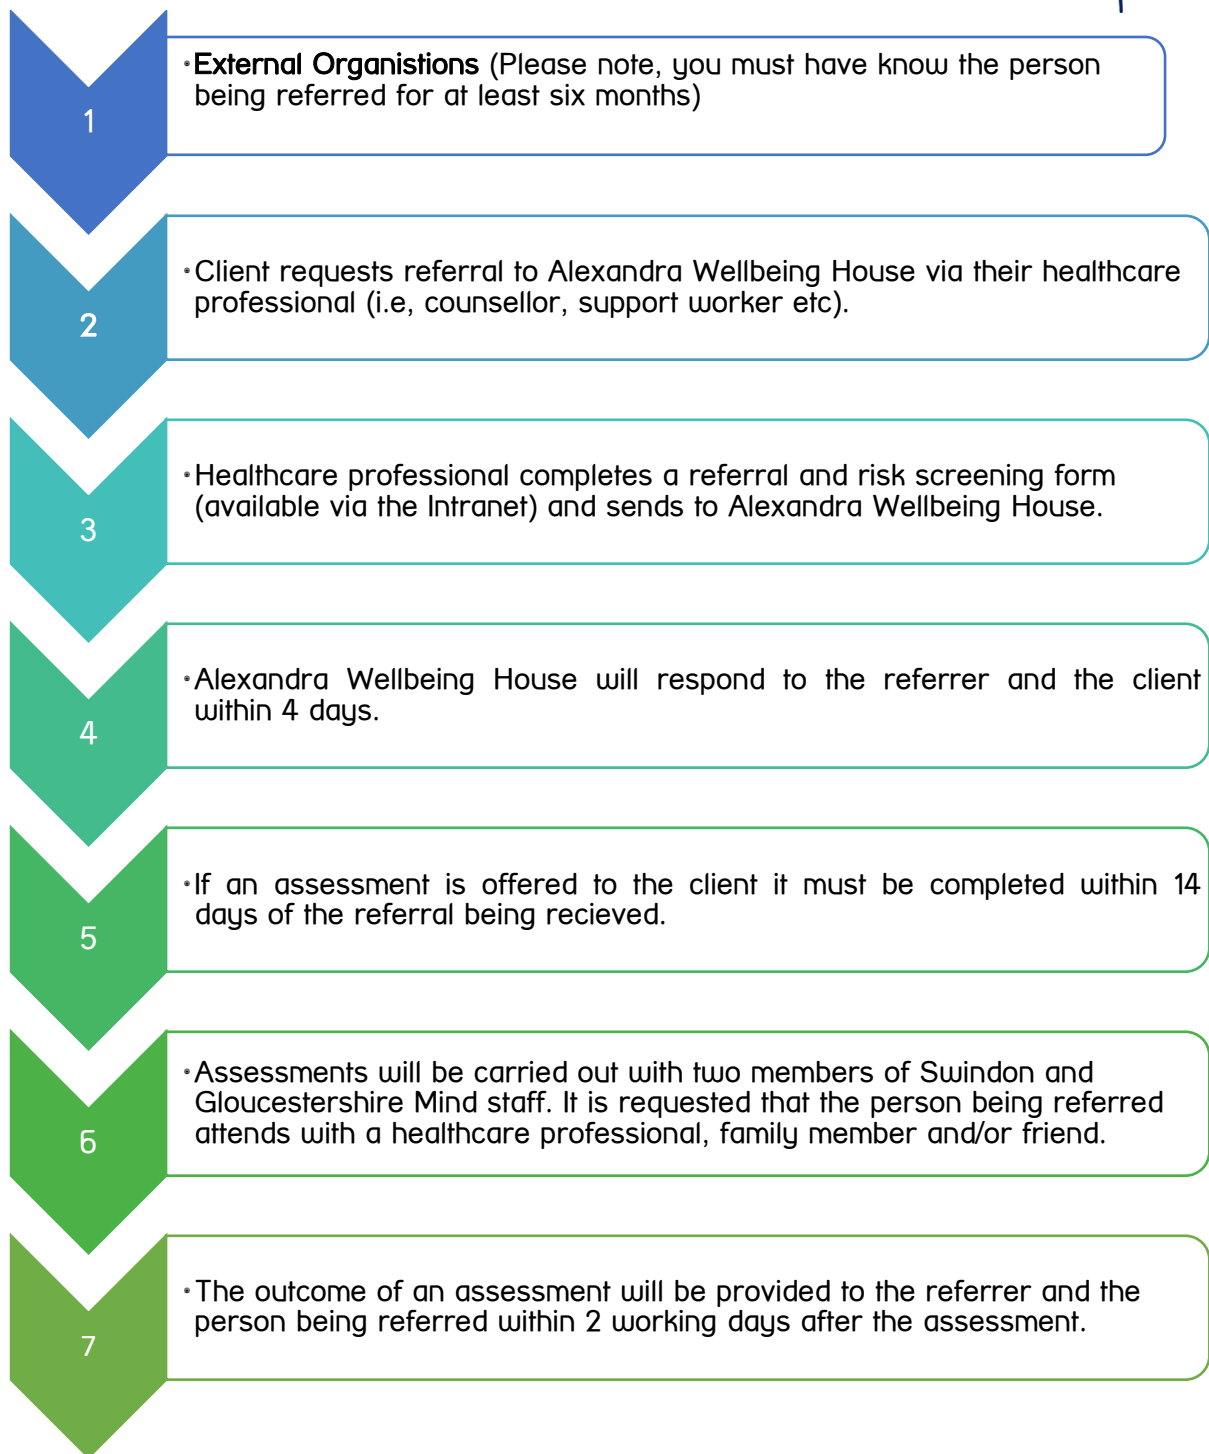 1
· External Organistions (Please note, you must have know the person
being referred for at least six months)
2
· Client requests referral to Alexandra Wellbeing House via their healthcare
professional (i.e, counsellor, support worker etc).
3
· Healthcare professional completes a referral and risk screening form
(available via the Intranet) and sends to Alexandra Wellbeing House.
4
· Alexandra Wellbeing House will respond to the referrer and the client
within 4 days.
5
· If an assessment is offered to the client it must be completed within 14
days of the referral being recieved.
6
· Assessments will be carried out with two members of Swindon and
Gloucestershire Mind staff. It is requested that the person being referred
attends with a healthcare professional, family member and/or friend.
7
· The outcome of an assessment will be provided to the referrer and the
person being referred within 2 working days after the assessment.